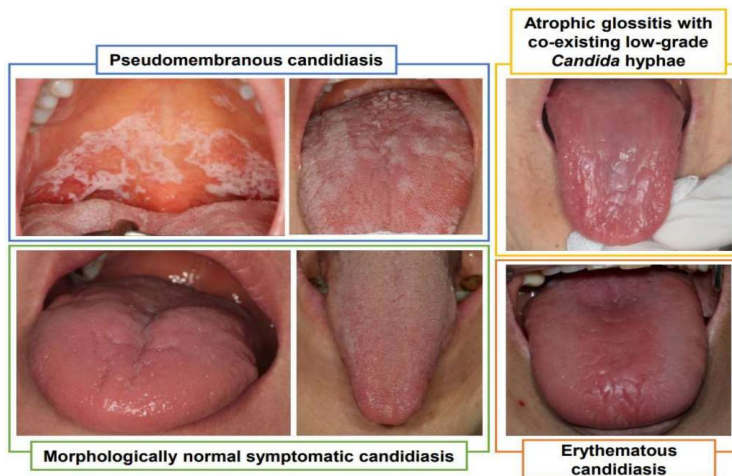 Pseudomembranous candidiasis
Atrophic glossitis with
co-existing low-grade
Candida hyphae
Morphologically normal symptomatic candidiasis
Erythematous
candidiasis